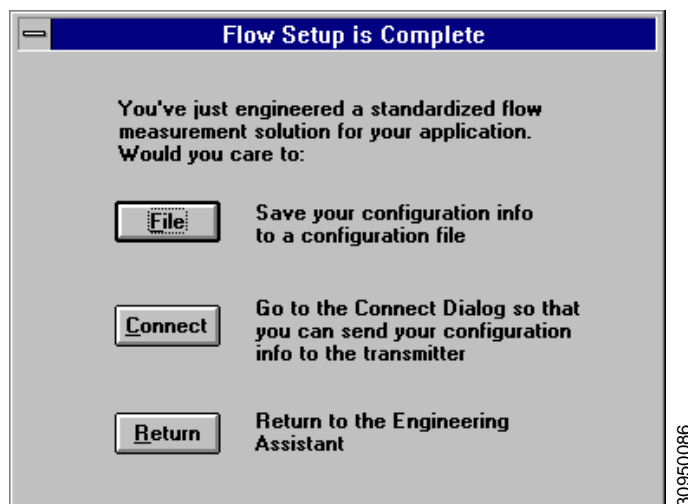 Flow Setup is Complete
You've just engineered a standardized flow
measurement solution for your application.
Would you care to:
File
Save your configuration info
to a configuration file
Connect
Go to the Connect Dialog so that
you can send your configuration
info to the transmitter
Return
Return to the Engineering
Assistant
30950086